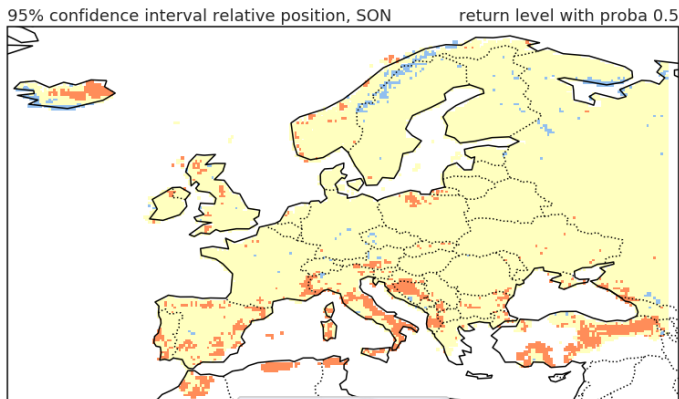 95% confidence interval relative position, SON
return level with proba 0.5